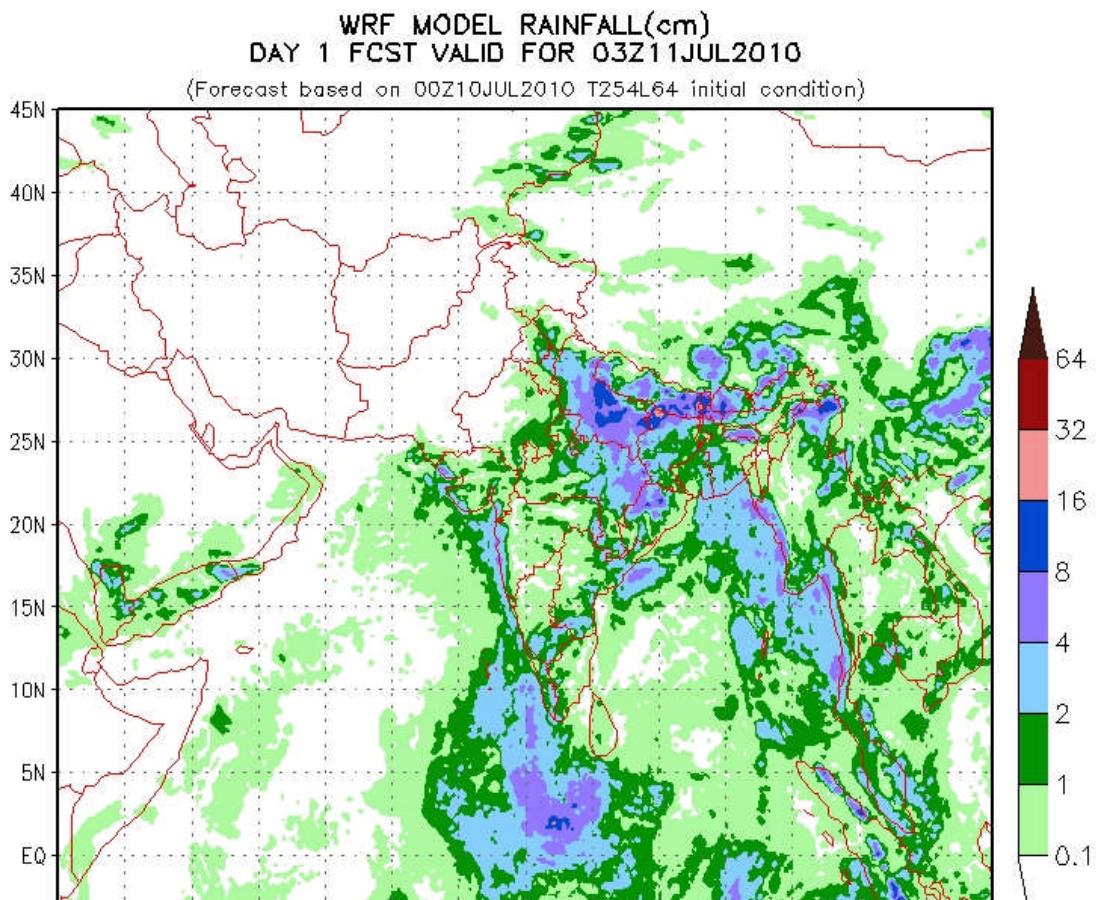 WRF MODEL RAINFALL(cm)
DAY 1 FCST VALID FOR 03Z11JUL2010
(Forecast based on 00Z10JUL2010 T254L64 initial condition)
45N
40N
35N
30N
25N
20N
15N
10N
5N
EQ
64
32
16
8
4
2
1
0.1